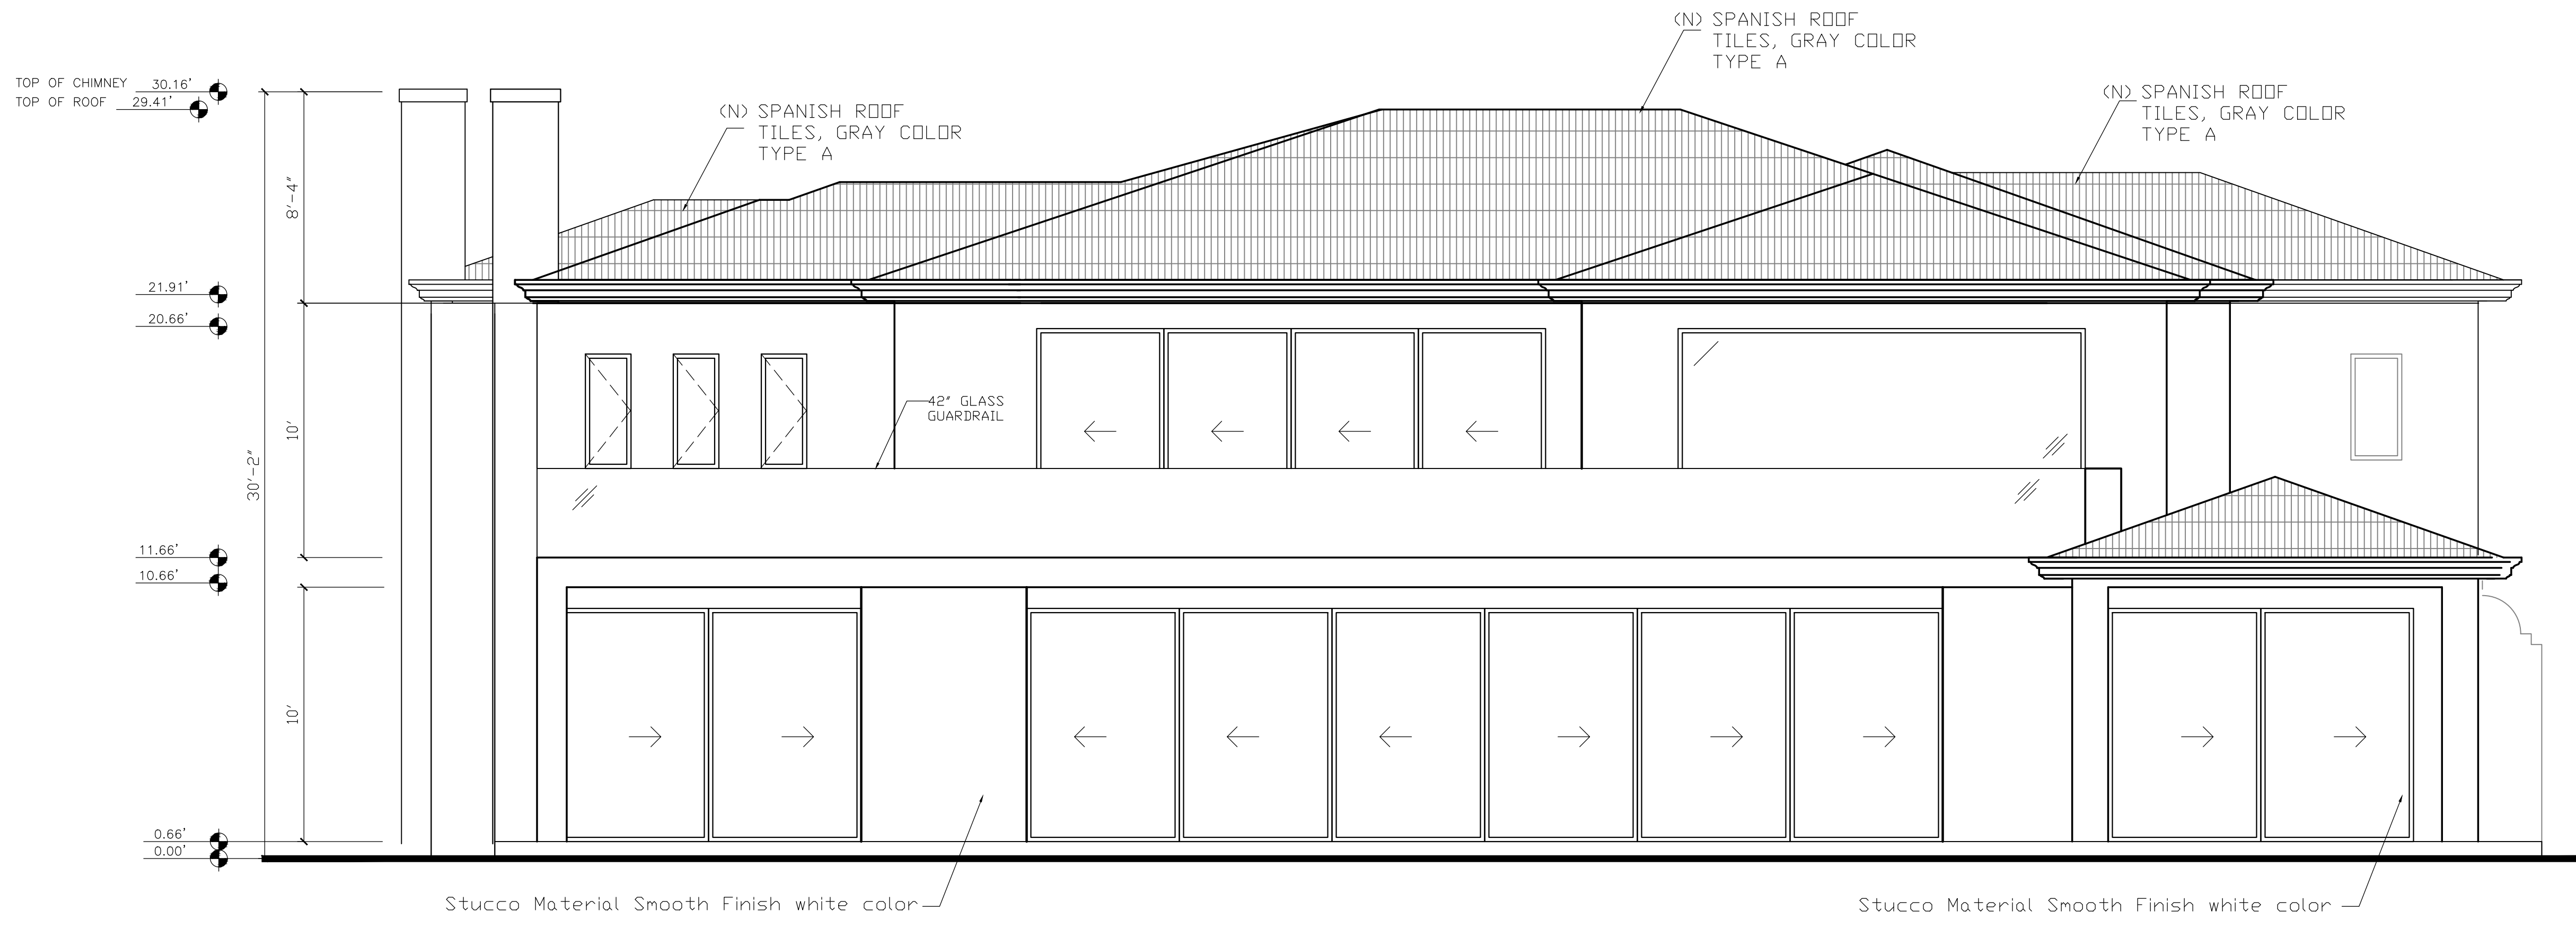 (N) SPANISH ROOF
TILES, GRAY COLOR
TYPE A
TOP OF CHIMNEY 30.16'
TOP OF ROOF 29.41'
(N) SPANISH ROOF
TILES, GRAY COLOR
TYPE A
(N) SPANISH ROOF
TILES, GRAY COLOR
TYPE A
8'-4"
21.91'
20.66'
42" GLASS
GUARDRAIL
10'
30'-2"
11.66'
10.66'
10'
0.66'
0.00'
Stucco Material Smooth Finish white color
Stucco Material Smooth Finish white color